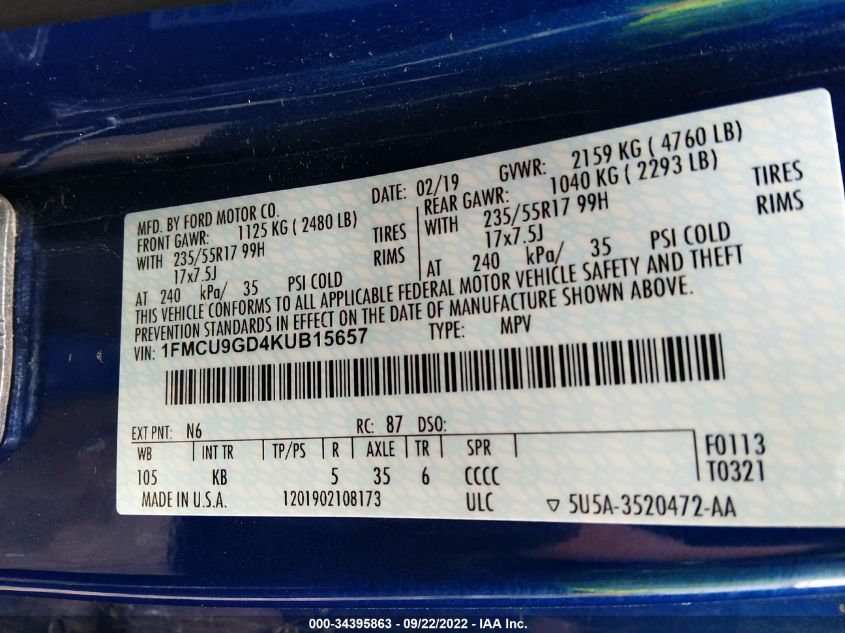 MFD. BY FORD MOTOR CO.
DATE: 02/19
GVWR: 2159 KG ( 4760 LB)
FRONT GAWR: 1125 KG ( 2480 LB)
WITH 235/55R17 99H TIRES
17x7.5J RIMS
AT 240 kPa/ 35 PSI COLD
REAR GAWR: 1040 KG ( 2293 LB)
WITH 235/55R17 99H TIRES
17x7.5J RIMS
AT 240 kPa/ 35 PSI COLD
THIS VEHICLE CONFORMS TO ALL APPLICABLE FEDERAL MOTOR VEHICLE SAFETY AND THEFT
PREVENTION STANDARDS IN EFFECT ON THE DATE OF MANUFACTURE SHOWN ABOVE.
VIN: 1FMCU9GD4KUB15657
TYPE: MPV
EXT PNT: N6 RC: 87 DSO:
WB INT TR TP/PS R AXLE TR SPR
105 KB 5 35 6 CCCC
F0113
T0321
MADE IN U.S.A. 1201902108173 ULC ▽ 5U5A-3520472-AA
000-34395863 - 09/22/2022 - IAA Inc.